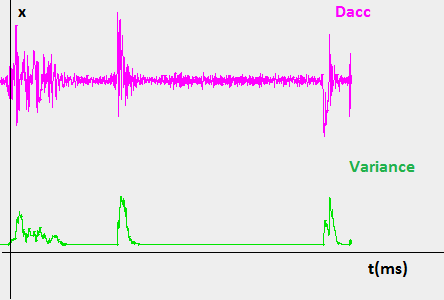 x
Dacc
Variance
t(ms)